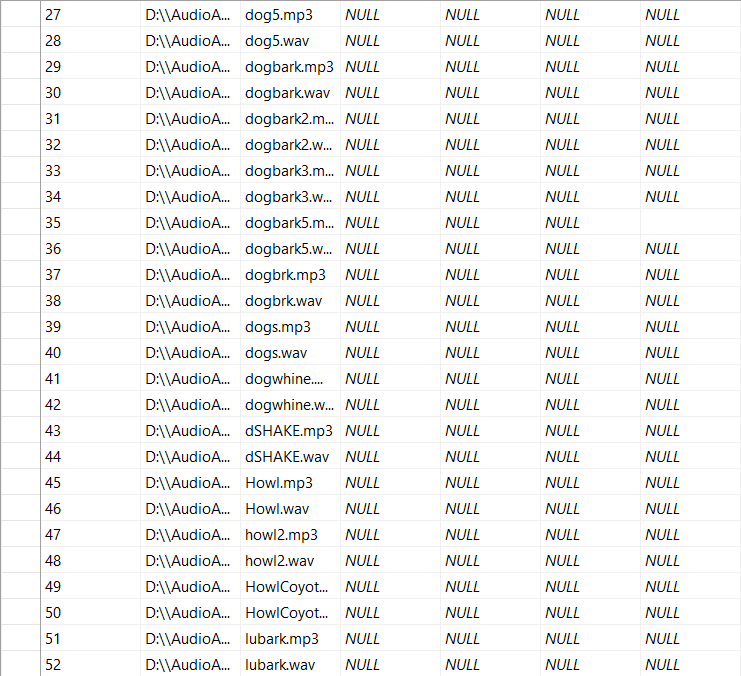 27 D:\\AudioA... dog5.mp3 NULL NULL NULL NULL
28 D:\\AudioA... dog5.wav NULL NULL NULL NULL
29 D:\\AudioA... dogbark.mp3 NULL NULL NULL NULL
30 D:\\AudioA... dogbark.wav NULL NULL NULL NULL
31 D:\\AudioA... dogbark2.m... NULL NULL NULL NULL
32 D:\\AudioA... dogbark2.w... NULL NULL NULL NULL
33 D:\\AudioA... dogbark3.m... NULL NULL NULL NULL
34 D:\\AudioA... dogbark3.w... NULL NULL NULL NULL
35 D:\\AudioA... dogbark5.m... NULL NULL NULL
36 D:\\AudioA... dogbark5.w... NULL NULL NULL NULL
37 D:\\AudioA... dogbrk.mp3 NULL NULL NULL NULL
38 D:\\AudioA... dogbrk.wav NULL NULL NULL NULL
39 D:\\AudioA... dogs.mp3 NULL NULL NULL NULL
40 D:\\AudioA... dogs.wav NULL NULL NULL NULL
41 D:\\AudioA... dogwhine.... NULL NULL NULL NULL
42 D:\\AudioA... dogwhine.w... NULL NULL NULL NULL
43 D:\\AudioA... dSHAKE.mp3 NULL NULL NULL NULL
44 D:\\AudioA... dSHAKE.wav NULL NULL NULL NULL
45 D:\\AudioA... Howl.mp3 NULL NULL NULL NULL
46 D:\\AudioA... Howl.wav NULL NULL NULL NULL
47 D:\\AudioA... howl2.mp3 NULL NULL NULL NULL
48 D:\\AudioA... howl2.wav NULL NULL NULL NULL
49 D:\\AudioA... HowlCoyot... NULL NULL NULL NULL
50 D:\\AudioA... HowlCoyot... NULL NULL NULL NULL
51 D:\\AudioA... lubark.mp3 NULL NULL NULL NULL
52 D:\\AudioA... lubark.wav NULL NULL NULL NULL